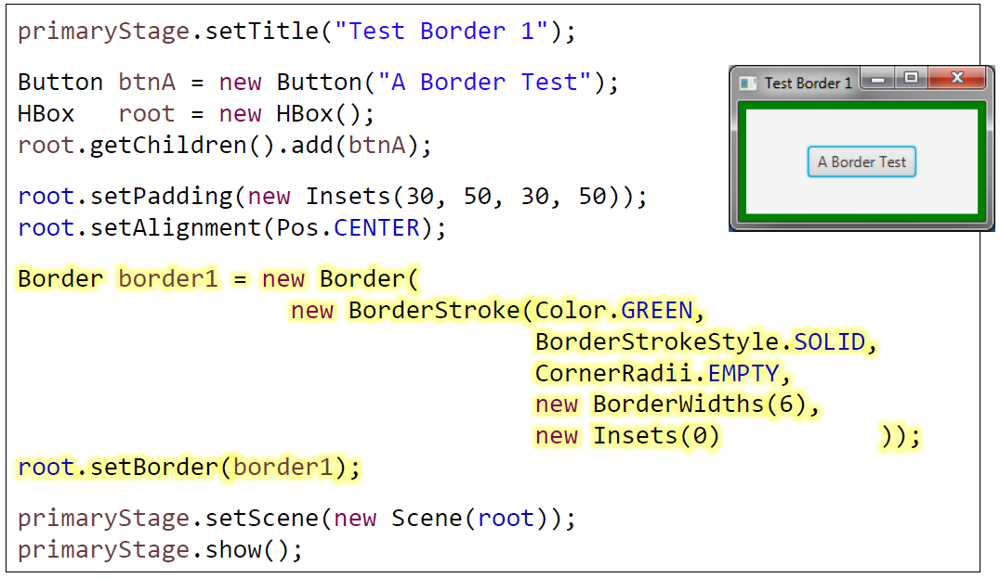 primaryStage.setTitle("Test Border 1");
Button btnA = new Button("A Border Test");
HBox   root = new HBox();
root.getChildren().add(btnA);
root.setPadding(new Insets(30, 50, 30, 50));
root.setAlignment(Pos.CENTER);
Border border1 = new Border(
                   new BorderStroke(Color.GREEN,
                                    BorderStrokeStyle.SOLID,
                                    CornerRadii.EMPTY,
                                    new BorderWidths(6),
                                    new Insets(0)           ));
root.setBorder(border1);
primaryStage.setScene(new Scene(root));
primaryStage.show();
Test Border 1
A Border Test